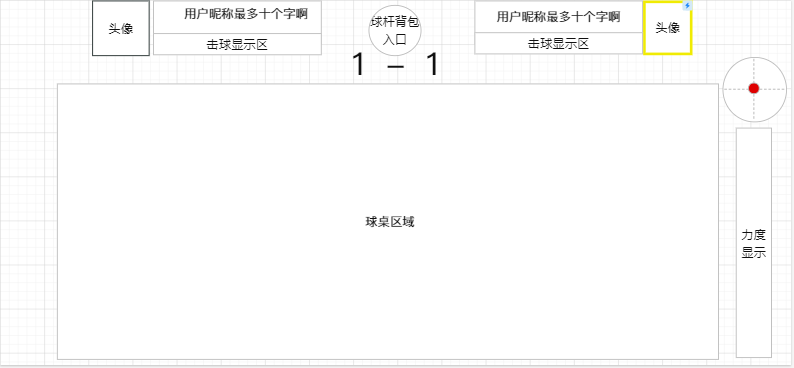 头像
用户昵称最多十个字啊
击球显示区
球杆背包
入口
1 – 1
用户昵称最多十个字啊
击球显示区
头像
球桌区域
力度
显示